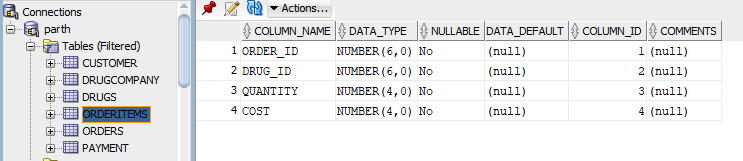 Connections
parth
Tables (Filtered)
CUSTOMER
DRUGCOMPANY
DRUGS
ORDERITEMS
ORDERS
PAYMENT
Actions...
COLUMN_NAME DATA_TYPE NULLABLE DATA_DEFAULT COLUMN_ID COMMENTS
1 ORDER_ID NUMBER(6,0) No (null) 1 (null)
2 DRUG_ID NUMBER(6,0) No (null) 2 (null)
3 QUANTITY NUMBER(4,0) No (null) 3 (null)
4 COST NUMBER(4,0) No (null) 4 (null)